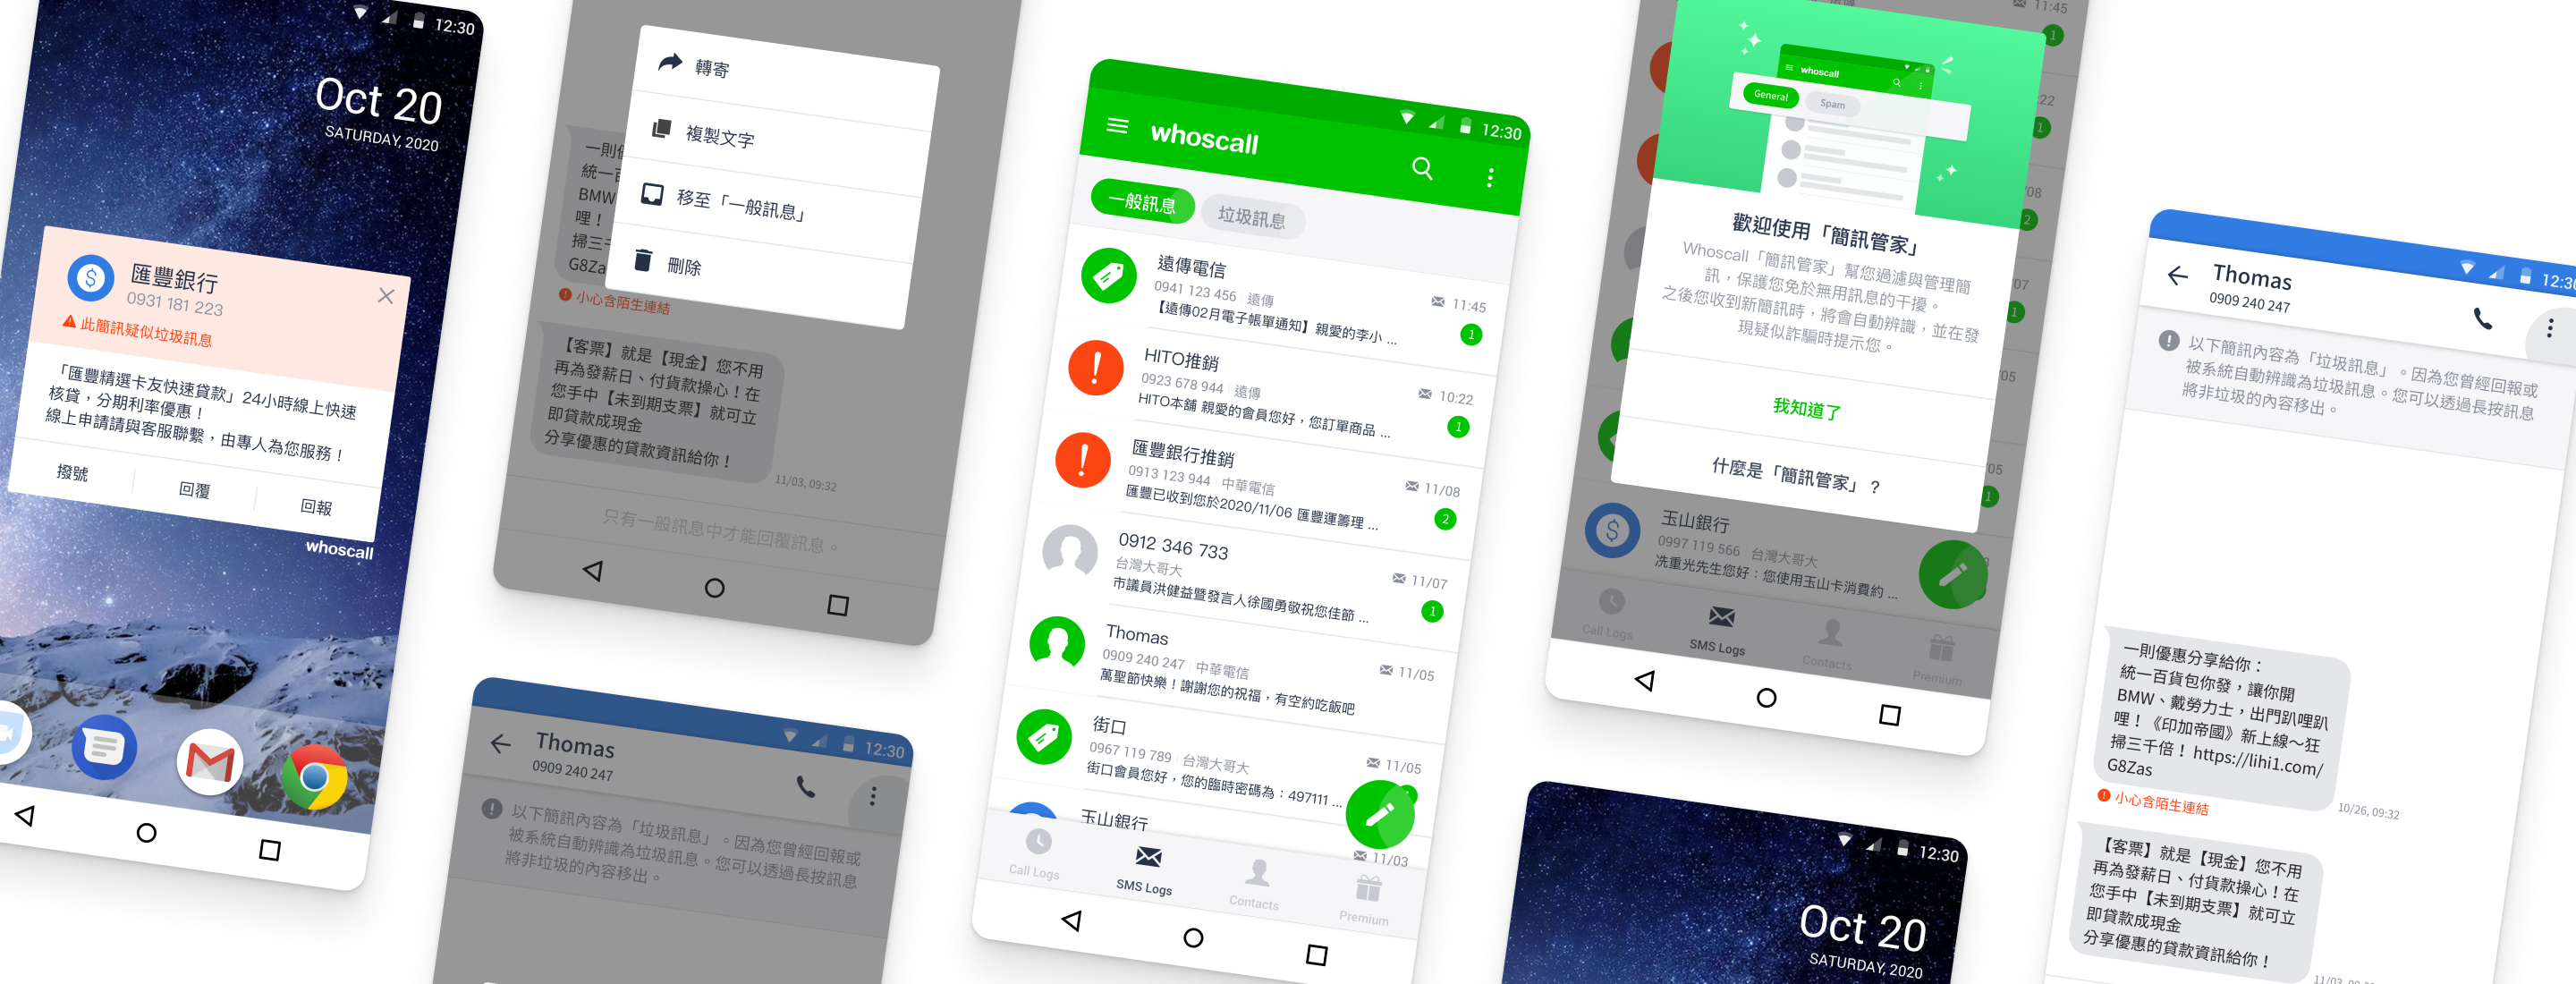 12:30
Oct 20
SATURDAY, 2020
匯豐銀行
0931 181 223
此簡訊疑似垃圾訊息
「匯豐精選卡友快速貸款」24小時線上快速
核貸，分期利率優惠！
線上申請請與客服聯繫，由專人為您服務！
撥號
回覆
回報
whoscall
轉寄
複製文字
移至「一般訊息」
刪除
統一百
BMW
哩！
掃三千
G8Za
小心含陌生連結
【客票】就是【現金】您不用
再為發薪日、付貨款操心！在
您手中【未到期支票】就可立
即貸款成現金
分享優惠的貸款資訊給你！
11/03, 09:32
只有一般訊息中才能回覆訊息。
12:30
Thomas
0909 240 247
以下簡訊內容為「垃圾訊息」。因為您曾經回報或
被系統自動辨識為垃圾訊息。您可以透過長按訊息
將非垃圾的內容移出。
12:30
whoscall
一般訊息
垃圾訊息
遠傳電信
0941 123 456 遠傳
【遠傳02月電子帳單通知】親愛的李小 ...
11:45
1
HITO推銷
0923 678 944 遠傳
HITO本舖 親愛的會員您好，您訂單商品 ...
10:22
1
匯豐銀行推銷
0913 123 944 中華電信
匯豐已收到您於2020/11/06 匯豐運籌理 ...
11/08
2
0912 346 733
台灣大哥大
市議員洪健益暨發言人徐國勇敬祝您佳節 ...
11/07
1
Thomas
0909 240 247 中華電信
萬聖節快樂！謝謝您的祝福，有空約吃飯吧
11/05
街口
0967 119 789 台灣大哥大
街口會員您好，您的臨時密碼為：497111 ...
11/05
玉山銀行
11/03
Call Logs
SMS Logs
Contacts
Premium
11:45
1
whoscall
General
Spam
22
1
/08
2
歡迎使用「簡訊管家」
Whoscall「簡訊管家」幫您過濾與管理簡
訊，保護您免於無用訊息的干擾。
之後您收到新簡訊時，將會自動辨識，並在發
現疑似詐騙時提示您。
/07
1
/05
我知道了
什麼是「簡訊管家」？
/05
1
玉山銀行
0997 119 566 台灣大哥大
冼重光先生您好：您使用玉山卡消費約 ...
Call Logs
SMS Logs
Contacts
Premium
12:30
Oct 20
SATURDAY, 2020
12:30
Thomas
0909 240 247
以下簡訊內容為「垃圾訊息」。因為您曾經回報或
被系統自動辨識為垃圾訊息。您可以透過長按訊息
將非垃圾的內容移出。
一則優惠分享給你：
統一百貨包你發，讓你開
BMW、戴勞力士，出門趴哩趴
哩！《印加帝國》新上線～狂
掃三千倍！ https://lihi1.com/
G8Zas
10/26, 09:32
小心含陌生連結
【客票】就是【現金】您不用
再為發薪日、付貨款操心！在
您手中【未到期支票】就可立
即貸款成現金
分享優惠的貸款資訊給你！